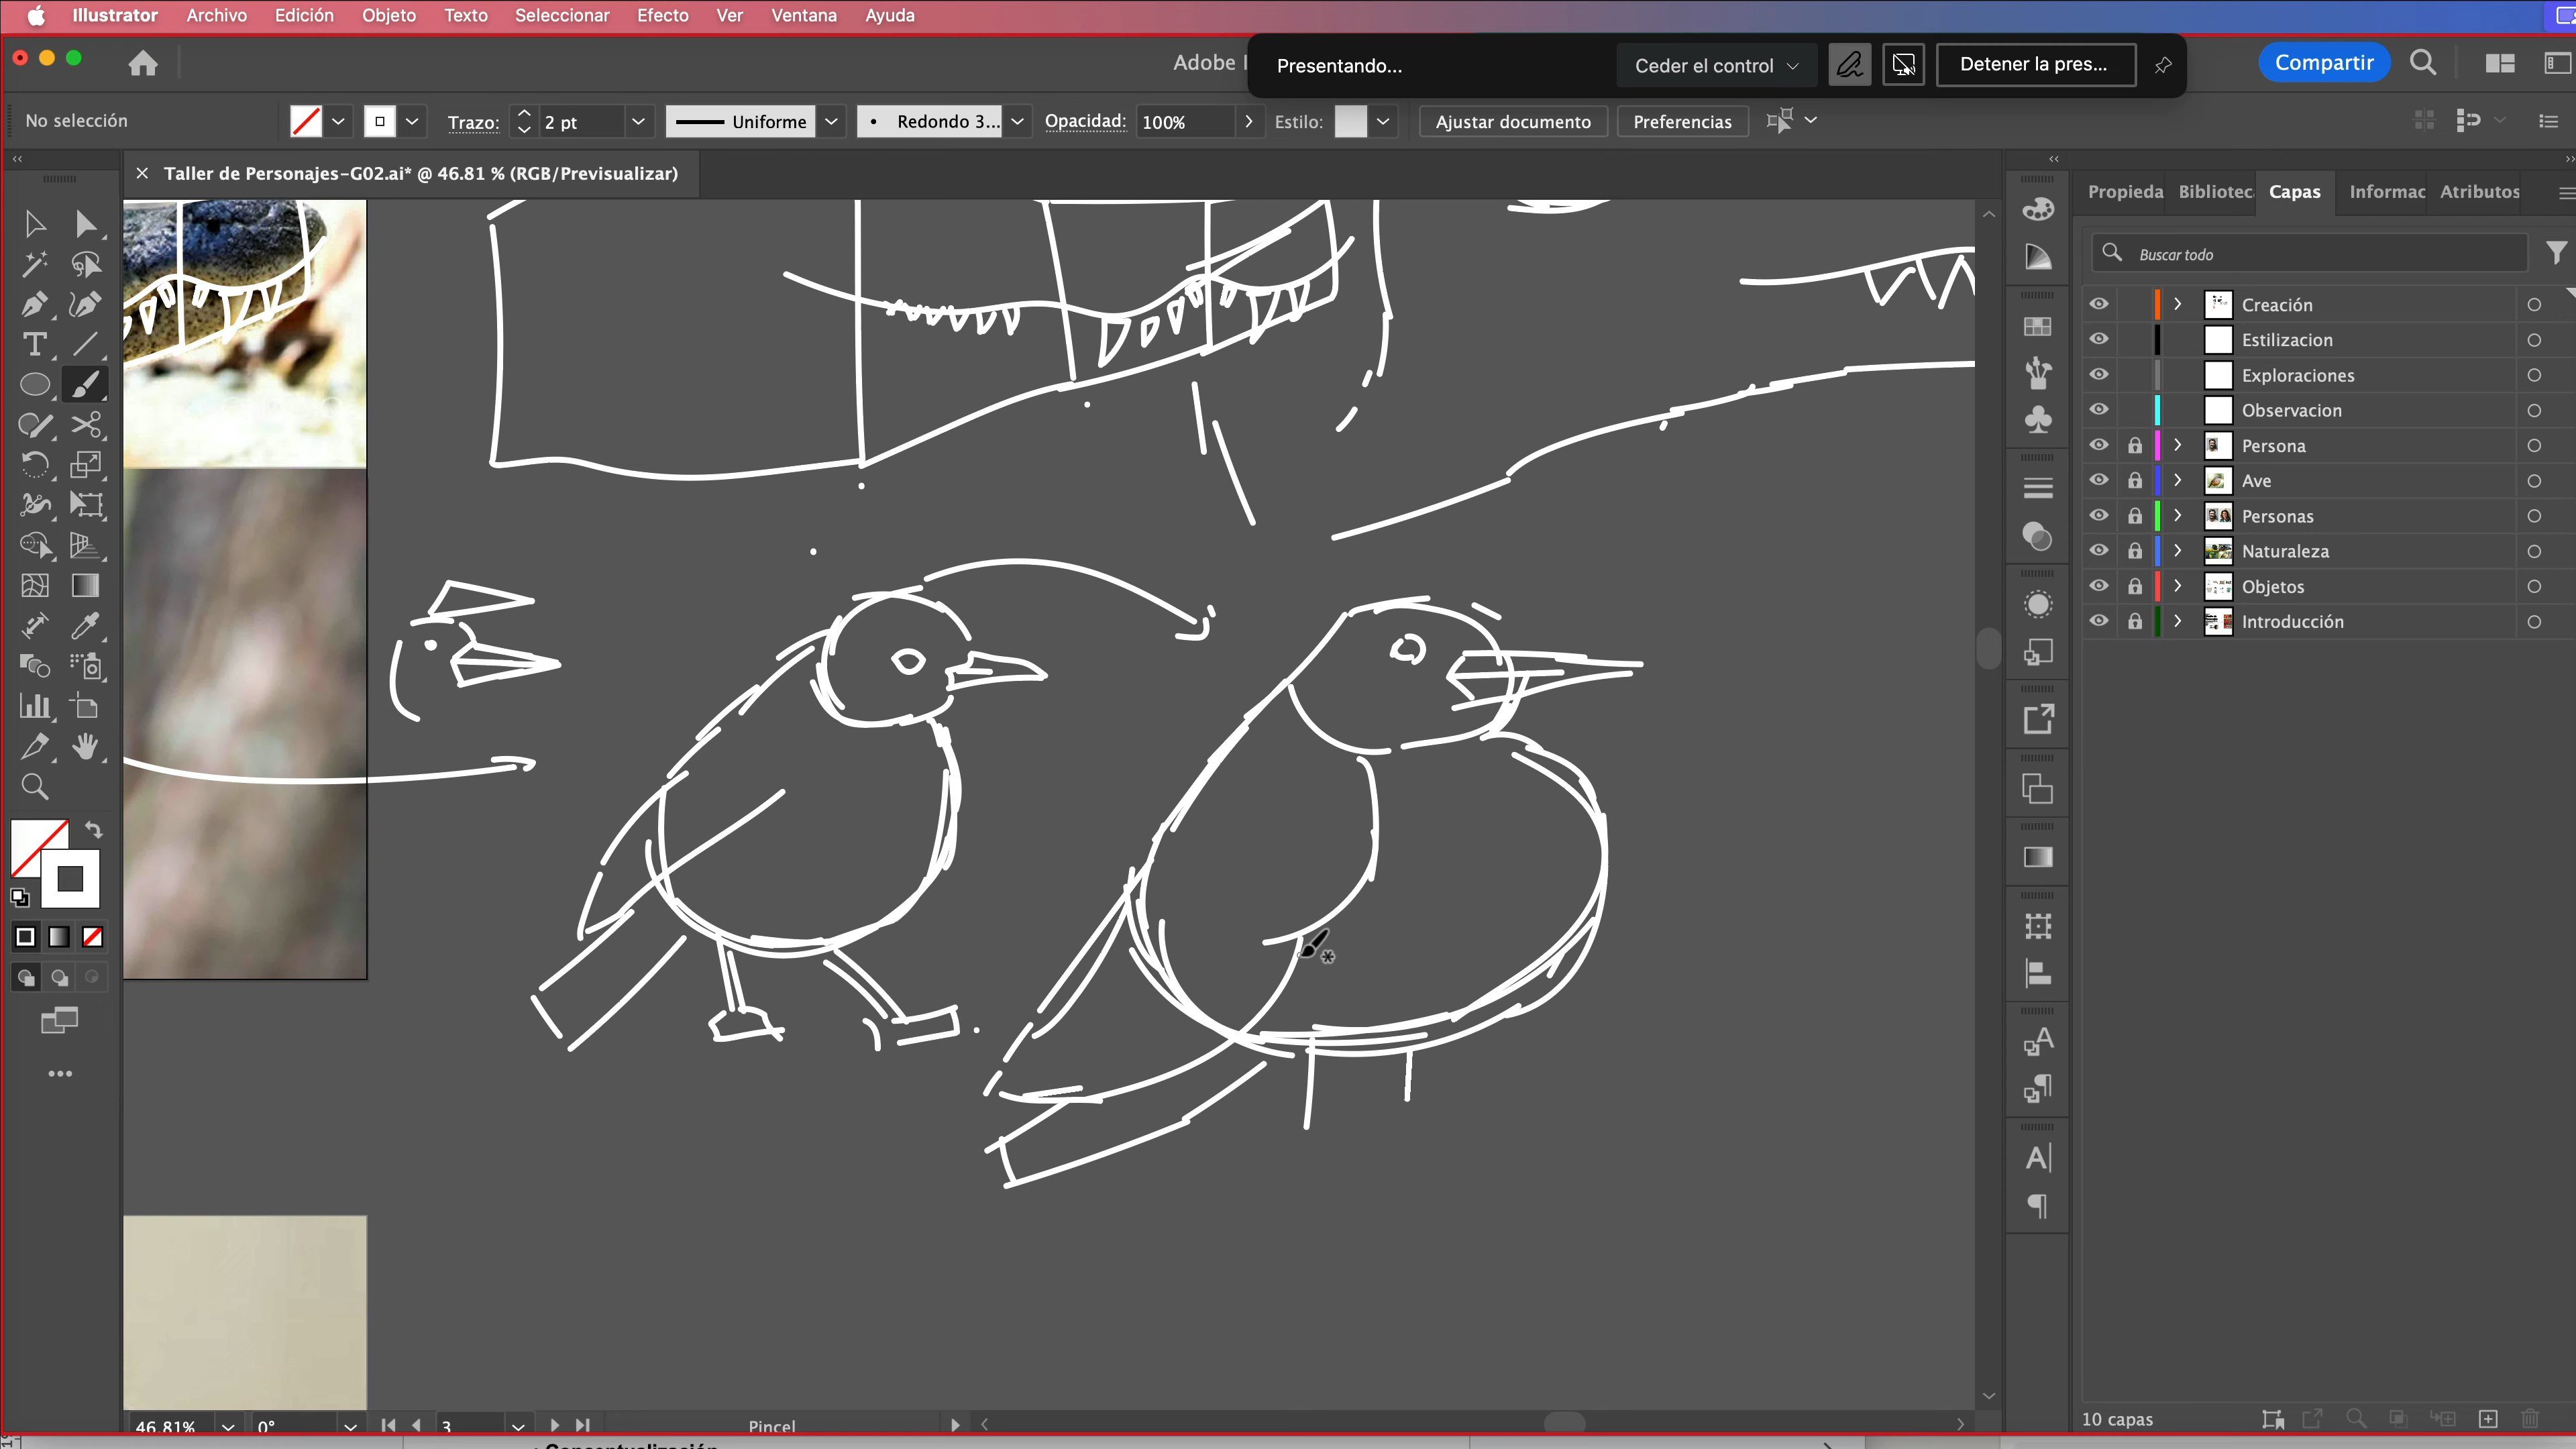 Illustrator Archivo Edición Objeto Texto Seleccionar Efecto Ver Ventana Ayuda
Adobe I
Presentando...
Ceder el control
Detener la pres...
Compartir
No selección
Trazo:
2 pt
Uniforme
Redondo 3...
Opacidad:
100%
Estilo:
Ajustar documento
Preferencias
Taller de Personajes-G02.ai* @ 46.81 % (RGB/Previsualizar)
Propieda
Bibliotec
Capas
Informac
Atributos
Buscar todo
Creación
Estilizacion
Exploraciones
Observacion
Persona
Ave
Personas
Naturaleza
Objetos
Introducción
46.81%
0°
3
Pincel
10 capas
Conceptualización